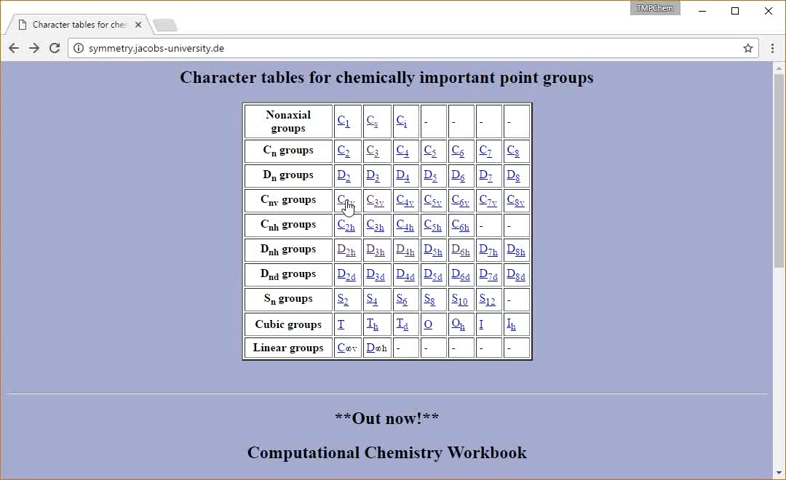 TMPChem
Character tables for che
symmetry.jacobs-university.de
Character tables for chemically important point groups
Nonaxial groups C1 Cs Ci - - - -
Cn groups C2 C3 C4 C5 C6 C7 C8
Dn groups D2 D3 D4 D5 D6 D7 D8
Cnv groups C3v C4v C5v C6v C7v C8v
Cnh groups C2h C3h C4h C5h C6h - -
Dnh groups D2h D3h D4h D5h D6h D7h D8h
Dnd groups D2d D3d D4d D5d D6d D7d D8d
Sn groups S2 S4 S6 S8 S10 S12 -
Cubic groups T Th Td O Oh I Ih
Linear groups C∞v D∞h - - - - -
**Out now!**
Computational Chemistry Workbook